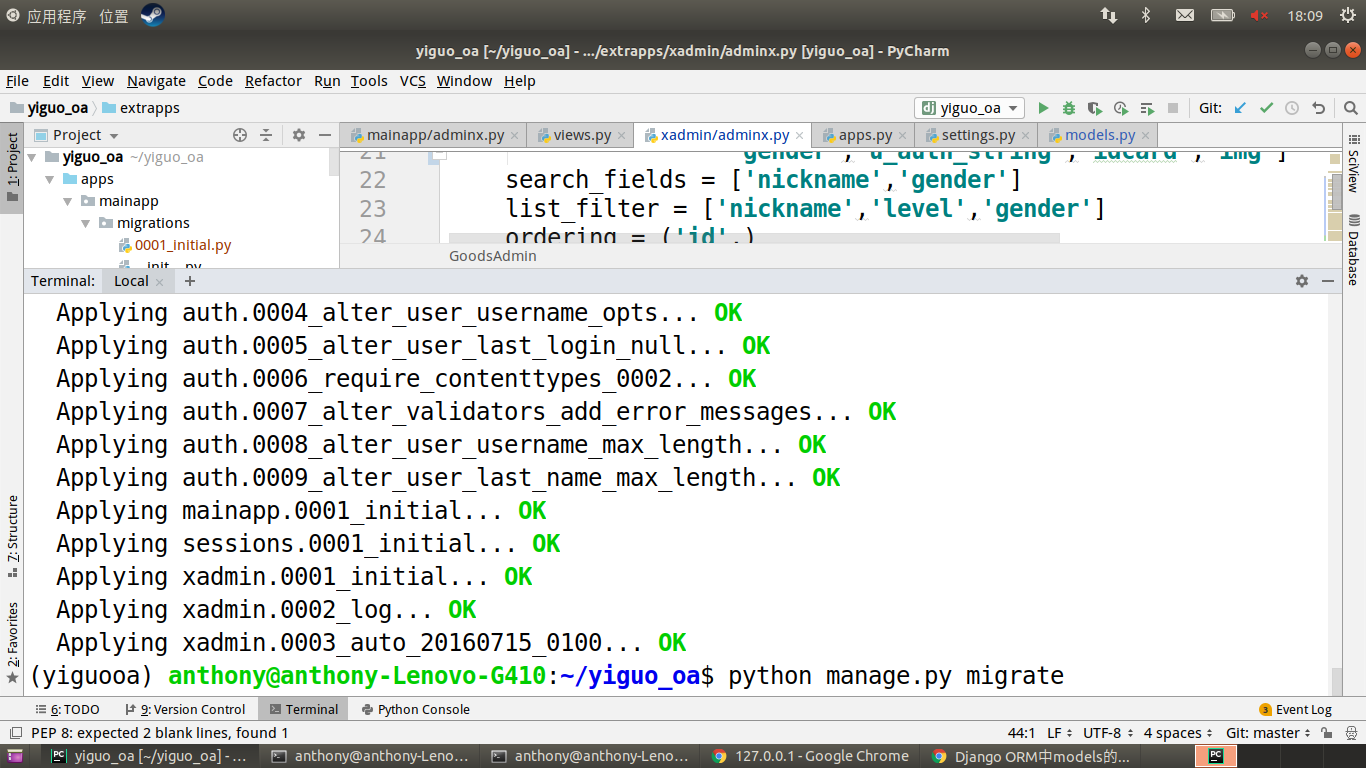 应用程序 位置 18:09
yiguo_oa [~/yiguo_oa] - .../extrapps/xadmin/adminx.py [yiguo_oa] - PyCharm
File Edit View Navigate Code Refactor Run Tools VCS Window Help
yiguo_oa extrapps yiguo_oa Git:
Project mainapp/adminx.py views.py xadmin/adminx.py apps.py settings.py models.py
1: Project
yiguo_oa ~/yiguo_oa
apps
mainapp
migrations
0001_initial.py
__init__.py
21 'gender','u_auth_string','idcard','img']
22 search_fields = ['nickname','gender']
23 list_filter = ['nickname','level','gender']
24 ordering = ('id',)
GoodsAdmin
SciView
Database
Terminal: Local +
Applying auth.0004_alter_user_username_opts... OK
Applying auth.0005_alter_user_last_login_null... OK
Applying auth.0006_require_contenttypes_0002... OK
Applying auth.0007_alter_validators_add_error_messages... OK
Applying auth.0008_alter_user_username_max_length... OK
Applying auth.0009_alter_user_last_name_max_length... OK
Applying mainapp.0001_initial... OK
Applying sessions.0001_initial... OK
Applying xadmin.0001_initial... OK
Applying xadmin.0002_log... OK
Applying xadmin.0003_auto_20160715_0100... OK
(yiguooa) anthony@anthony-Lenovo-G410:~/yiguo_oa$ python manage.py migrate
7: Structure
2: Favorites
6: TODO 9: Version Control Terminal Python Console 3 Event Log
PEP 8: expected 2 blank lines, found 1 44:1 LF UTF-8 4 spaces Git: master
yiguo_oa [~/yiguo_oa] - ... anthony@anthony-Leno... anthony@anthony-Leno... 127.0.0.1 - Google Chrome Django ORM中models的...